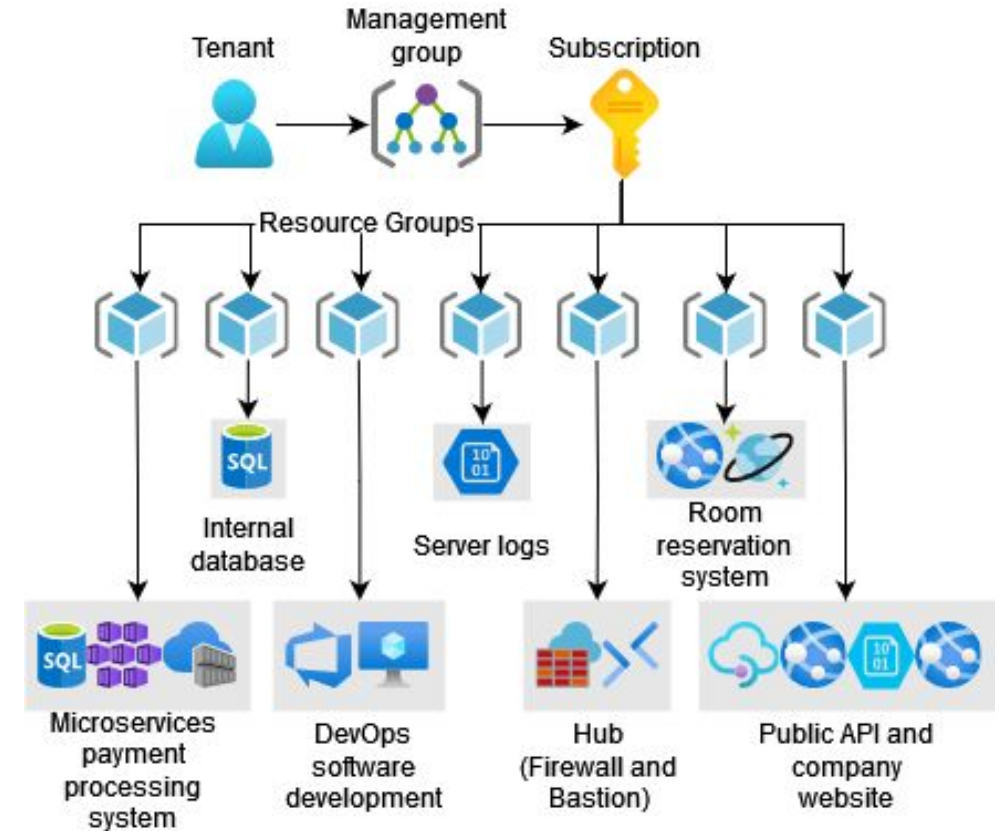 Tenant
Management
group
Subscription
Resource Groups
SQL
Internal
database
10
01
Server logs
Room
reservation
system
SQL
Microservices
payment
processing
system
DevOps
software
development
Hub
(Firewall and
Bastion)
10
01
Public API and
company
website